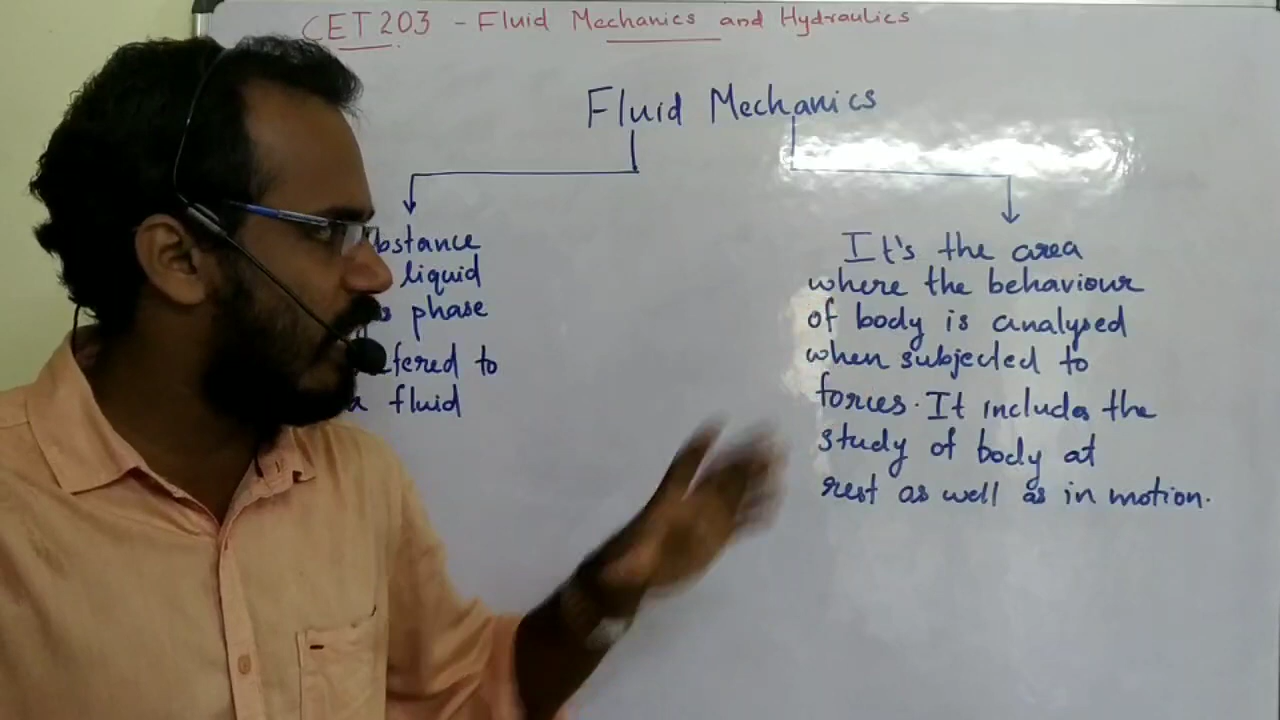 CET203 - Fluid Mechanics and Hydraulics
Fluid Mechanics
bstance
liquid
phase
fered to
a fluid
It's the area
where the behaviour
of body is analysed
when subjected to
forces. It includes the
study of body at
rest as well as in motion.